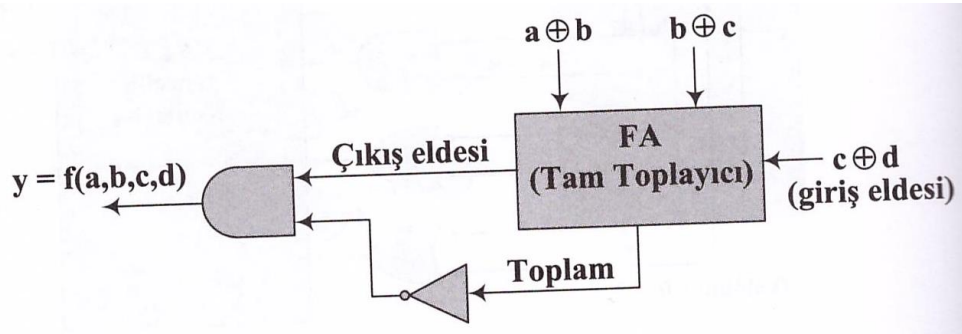 a⊕b
b⊕c
FA
(Tam Toplayıcı)
c⊕d
(giriş eldesi)
Çıkış eldesi
y = f(a,b,c,d)
Toplam